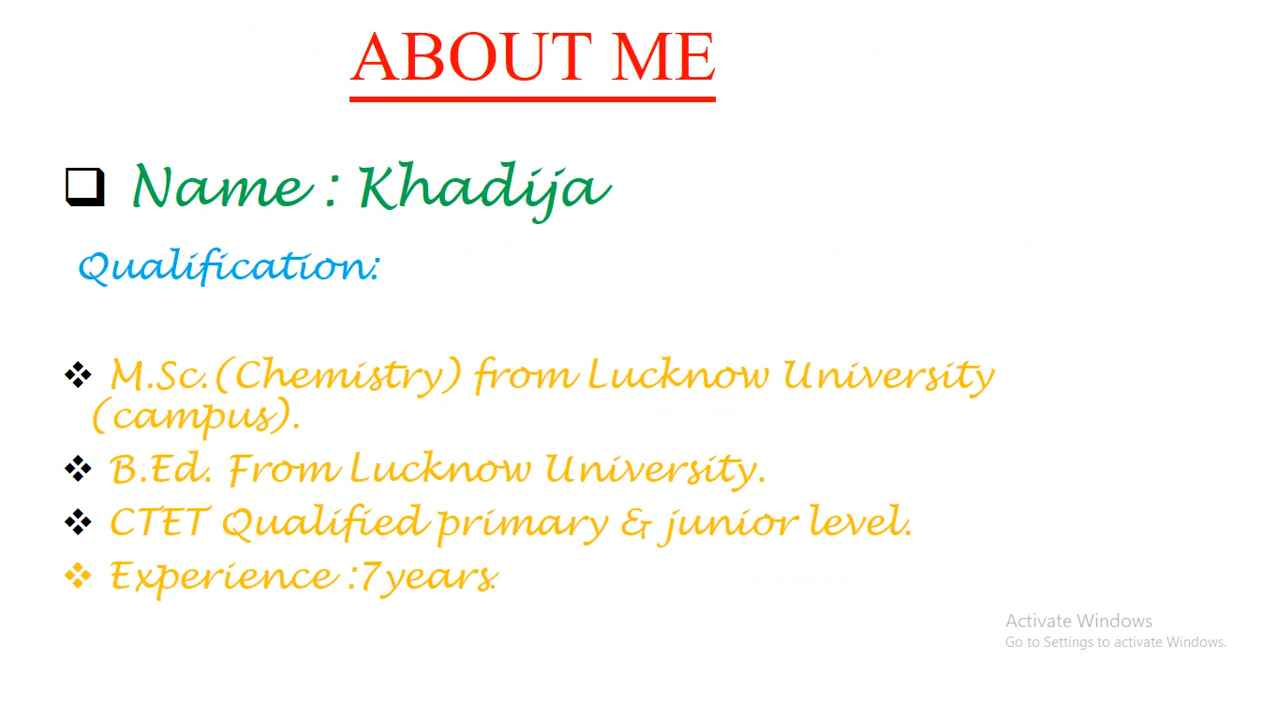 ABOUT ME
Name : Khadija
Qualification:
M.Sc.(Chemistry) from Lucknow University
(campus).
B.Ed. From Lucknow University.
CTET Qualified primary & junior level.
Experience :7years.
Activate Windows
Go to Settings to activate Windows.